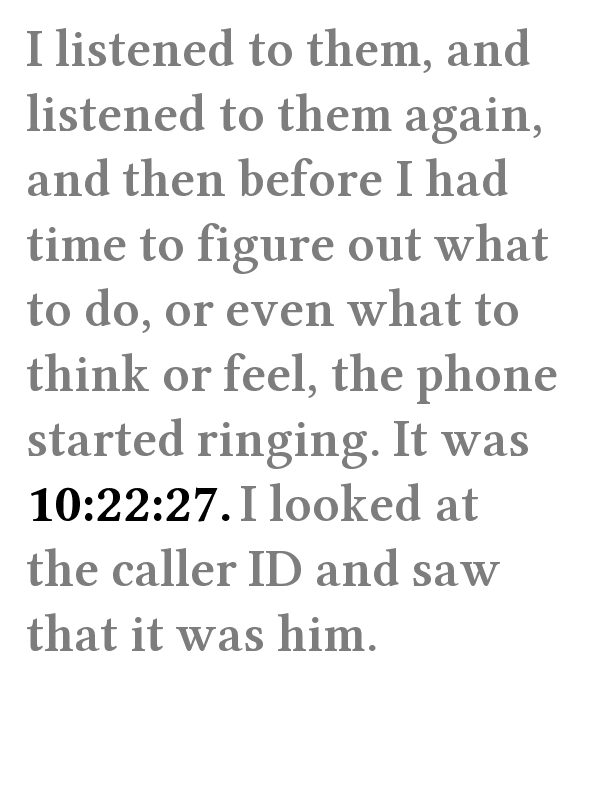 I listened to them, and
listened to them again,
and then before I had
time to figure out what
to do, or even what to
think or feel, the phone
started ringing. It was
10:22:27. I looked at
the caller ID and saw
that it was him.